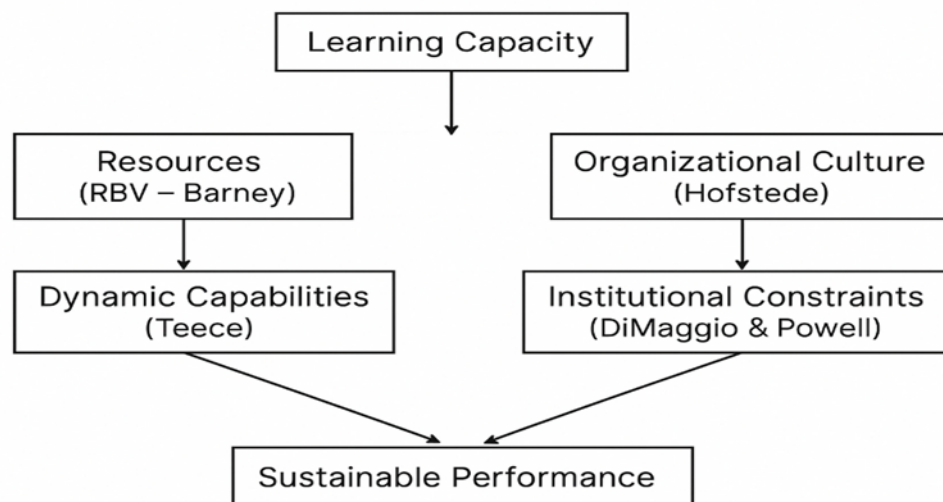 Learning Capacity
Resources
(RBV – Barney)
Organizational Culture
(Hofstede)
Dynamic Capabilities
(Teece)
Institutional Constraints
(DiMaggio & Powell)
Sustainable Performance